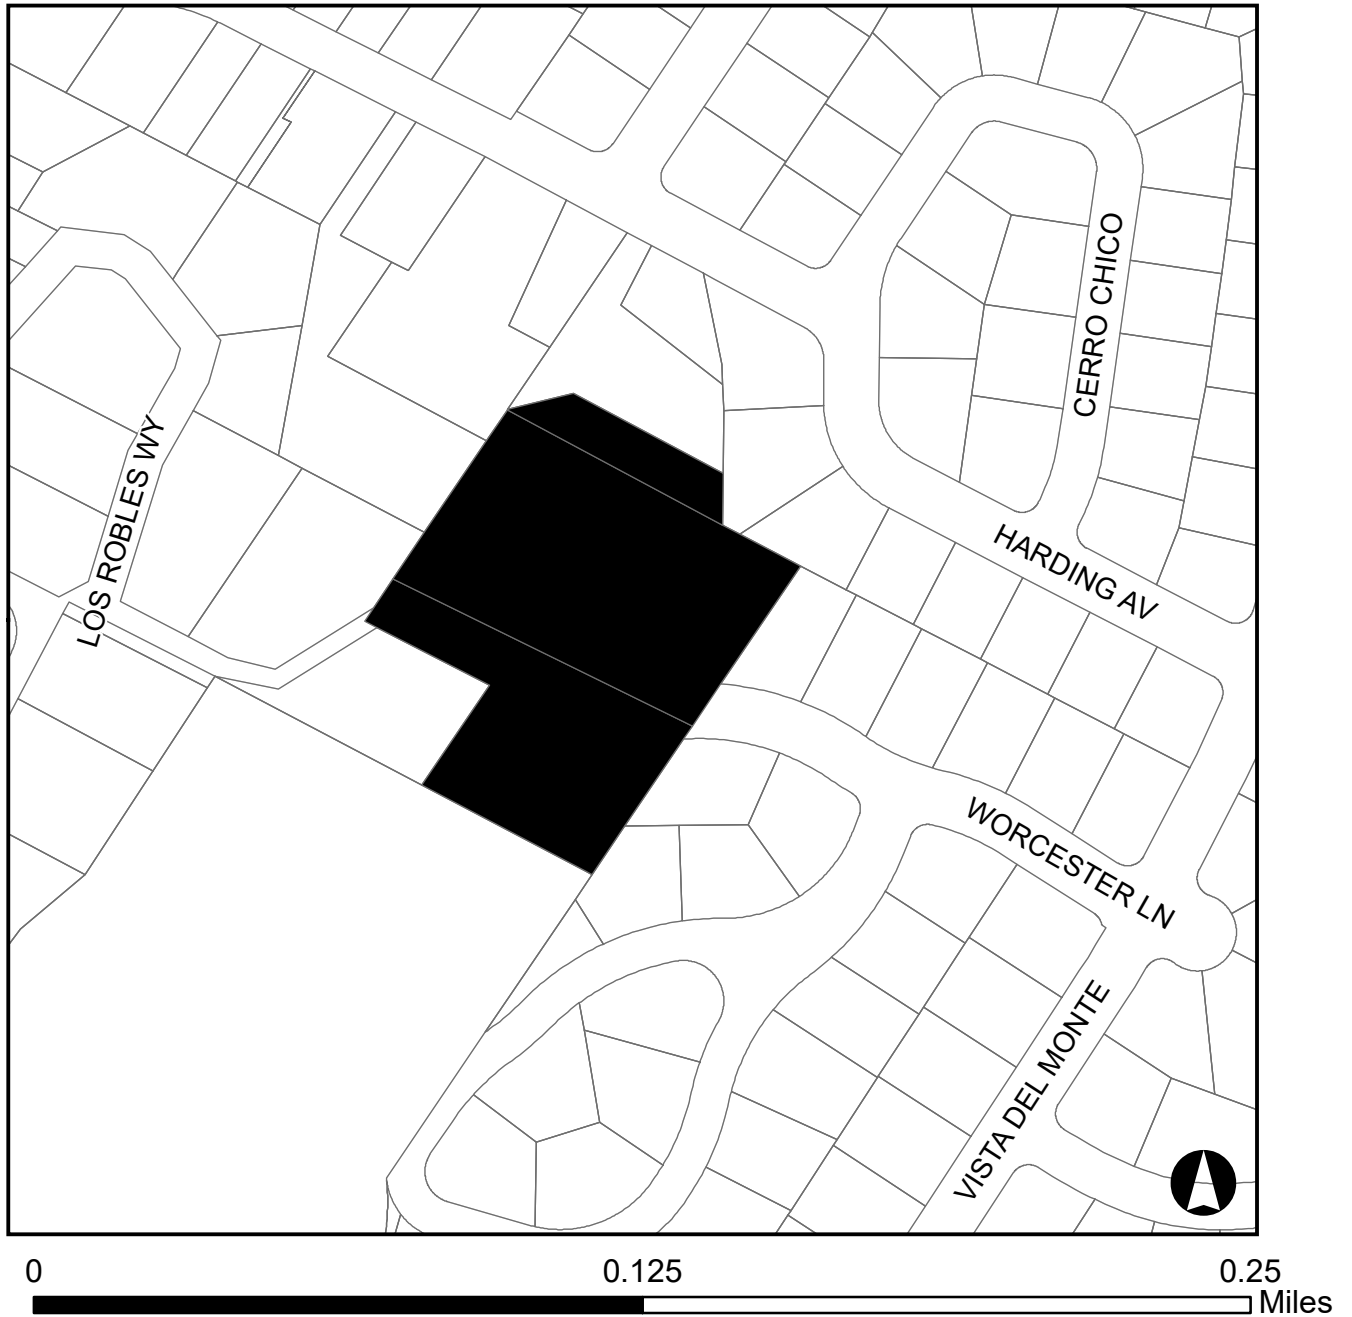 CERRO CHICO
LOS ROBLES WY
HARDING AV
WORCESTER LN
VISTA DEL MONTE
0 0.125 0.25
Miles